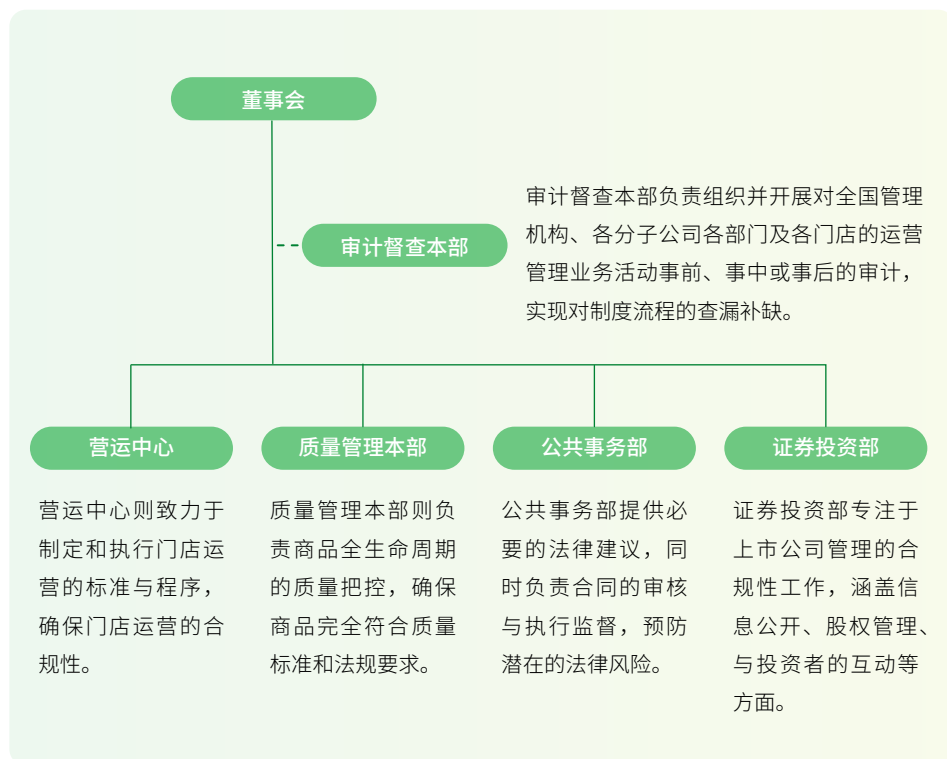 董事会
审计督查本部
审计督查本部负责组织并开展对全国管理
机构、各分子公司各部门及各门店的运营
管理业务活动事前、事中或事后的审计，
实现对制度流程的查漏补缺。
营运中心
营运中心则致力于
制定和执行门店运
营的标准与程序，
确保门店运营的合
规性。
质量管理本部
质量管理本部则负
责商品全生命周期
的质量把控，确保
商品完全符合质量
标准和法规要求。
公共事务部
公共事务部提供必
要的法律建议，同
时负责合同的审核
与执行监督，预防
潜在的法律风险。
证券投资部
证券投资部专注于
上市公司管理的合
规性工作，涵盖信
息公开、股权管理、
与投资者的互动等
方面。